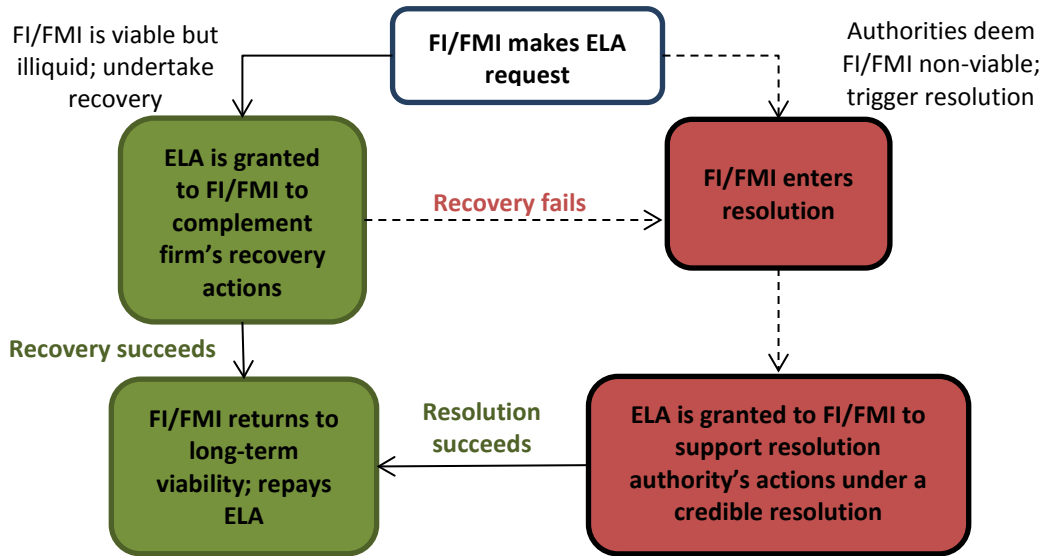 FI/FMI is viable but
illiquid; undertake
recovery
FI/FMI makes ELA
request
Authorities deem
FI/FMI non-viable;
trigger resolution
ELA is granted
to FI/FMI to
complement
firm’s recovery
actions
Recovery fails
FI/FMI enters
resolution
Recovery succeeds
FI/FMI returns to
long-term
viability; repays
ELA
Resolution
succeeds
ELA is granted to FI/FMI to
support resolution
authority’s actions under a
credible resolution